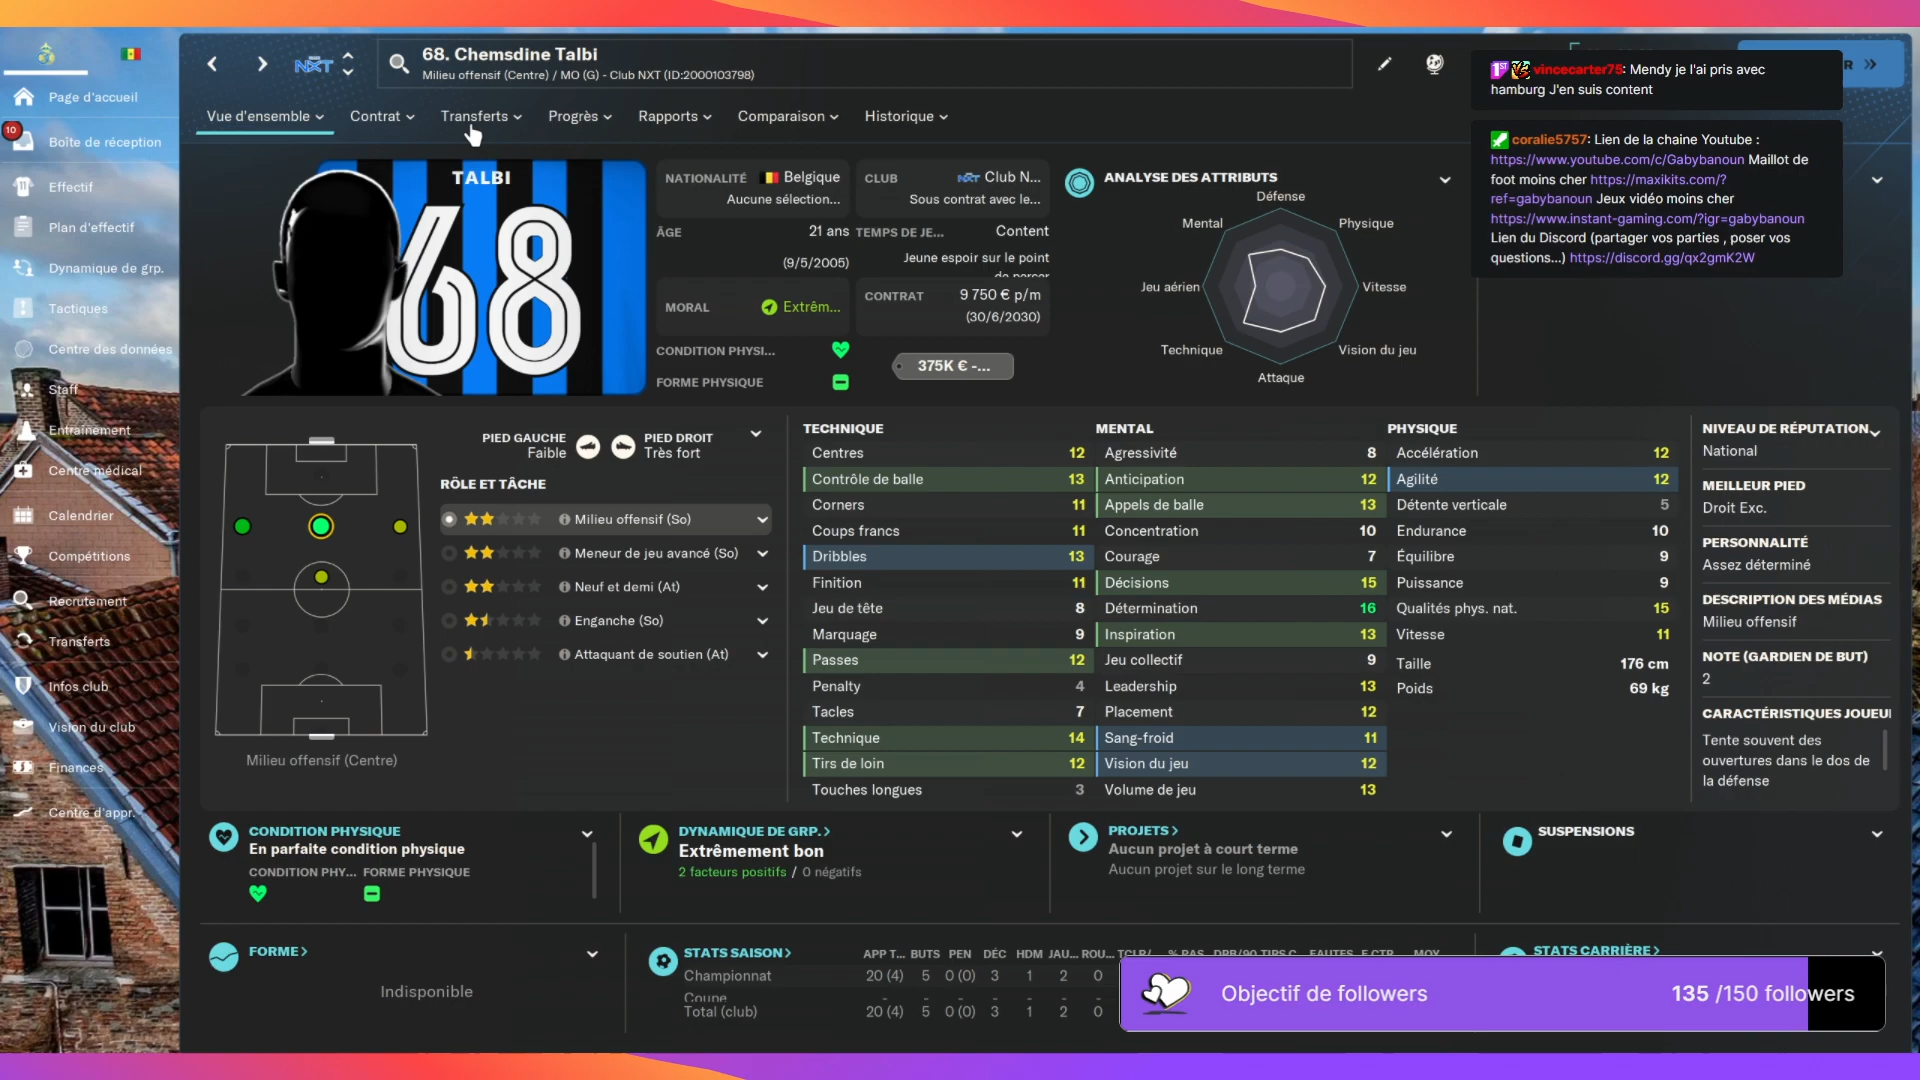 68. Chemsdine Talbi
Milieu offensif (Centre) / MO (G) - Club NXT (ID:2000103798)
NXT
Vue d'ensemble
Contrat
Transferts
Progrès
Rapports
Comparaison
Historique
Page d'accueil
10
Boîte de réception
Effectif
Plan d'effectif
Dynamique de grp.
Tactiques
Centre des données
Staff
Entraînement
Centre médical
Calendrier
Compétitions
Recrutement
Transferts
Infos club
Vision du club
Finances
Centre d'appr.
vincecarter75: Mendy je l'ai pris avec
hamburg J'en suis content
coralie5757: Lien de la chaine Youtube :
https://www.youtube.com/c/Gabybanoun Maillot de
foot moins cher https://maxikits.com/?
ref=gabybanoun Jeux vidéo moins cher
https://www.instant-gaming.com/?igr=gabybanoun
Lien du Discord (partager vos parties , poser vos
questions...) https://discord.gg/qx2gmK2W
TALBI
68
NATIONALITÉ Belgique
Aucune sélection...
ÂGE 21 ans
(9/5/2005)
MORAL Extrêm...
CONDITION PHYSI...
FORME PHYSIQUE
CLUB NXT Club N...
Sous contrat avec le...
TEMPS DE JE... Content
Jeune espoir sur le point
de percer
CONTRAT 9 750 € p/m
(30/6/2030)
375K € -...
ANALYSE DES ATTRIBUTS
Défense
Mental
Physique
Jeu aérien
Vitesse
Technique
Vision du jeu
Attaque
PIED GAUCHE
Faible
PIED DROIT
Très fort
RÔLE ET TÂCHE
Milieu offensif (So)
Meneur de jeu avancé (So)
Neuf et demi (At)
Enganche (So)
Attaquant de soutien (At)
Milieu offensif (Centre)
TECHNIQUE
Centres 12
Contrôle de balle 13
Corners 11
Coups francs 11
Dribbles 13
Finition 11
Jeu de tête 8
Marquage 9
Passes 12
Penalty 4
Tacles 7
Technique 14
Tirs de loin 12
Touches longues 3
MENTAL
Agressivité 8
Anticipation 12
Appels de balle 13
Concentration 10
Courage 7
Décisions 15
Détermination 16
Inspiration 13
Jeu collectif 9
Leadership 13
Placement 12
Sang-froid 11
Vision du jeu 12
Volume de jeu 13
PHYSIQUE
Accélération 12
Agilité 12
Détente verticale 5
Endurance 10
Équilibre 9
Puissance 9
Qualités phys. nat. 15
Vitesse 11
Taille 176 cm
Poids 69 kg
NIVEAU DE RÉPUTATION
National
MEILLEUR PIED
Droit Exc.
PERSONNALITÉ
Assez déterminé
DESCRIPTION DES MÉDIAS
Milieu offensif
NOTE (GARDIEN DE BUT)
2
CARACTÉRISTIQUES JOUEU
Tente souvent des
ouvertures dans le dos de
la défense
CONDITION PHYSIQUE
En parfaite condition physique
CONDITION PHY... FORME PHYSIQUE
DYNAMIQUE DE GRP.
Extrêmement bon
2 facteurs positifs / 0 négatifs
PROJETS
Aucun projet à court terme
Aucun projet sur le long terme
SUSPENSIONS
FORME
Indisponible
STATS SAISON
APP T... BUTS PEN DÉC HDM JAU... ROU...
Championnat 20 (4) 5 0 (0) 3 1 2 0
Coupe - - - - - - -
Total (club) 20 (4) 5 0 (0) 3 1 2 0
STATS CARRIÈRE
Objectif de followers
135 /150 followers